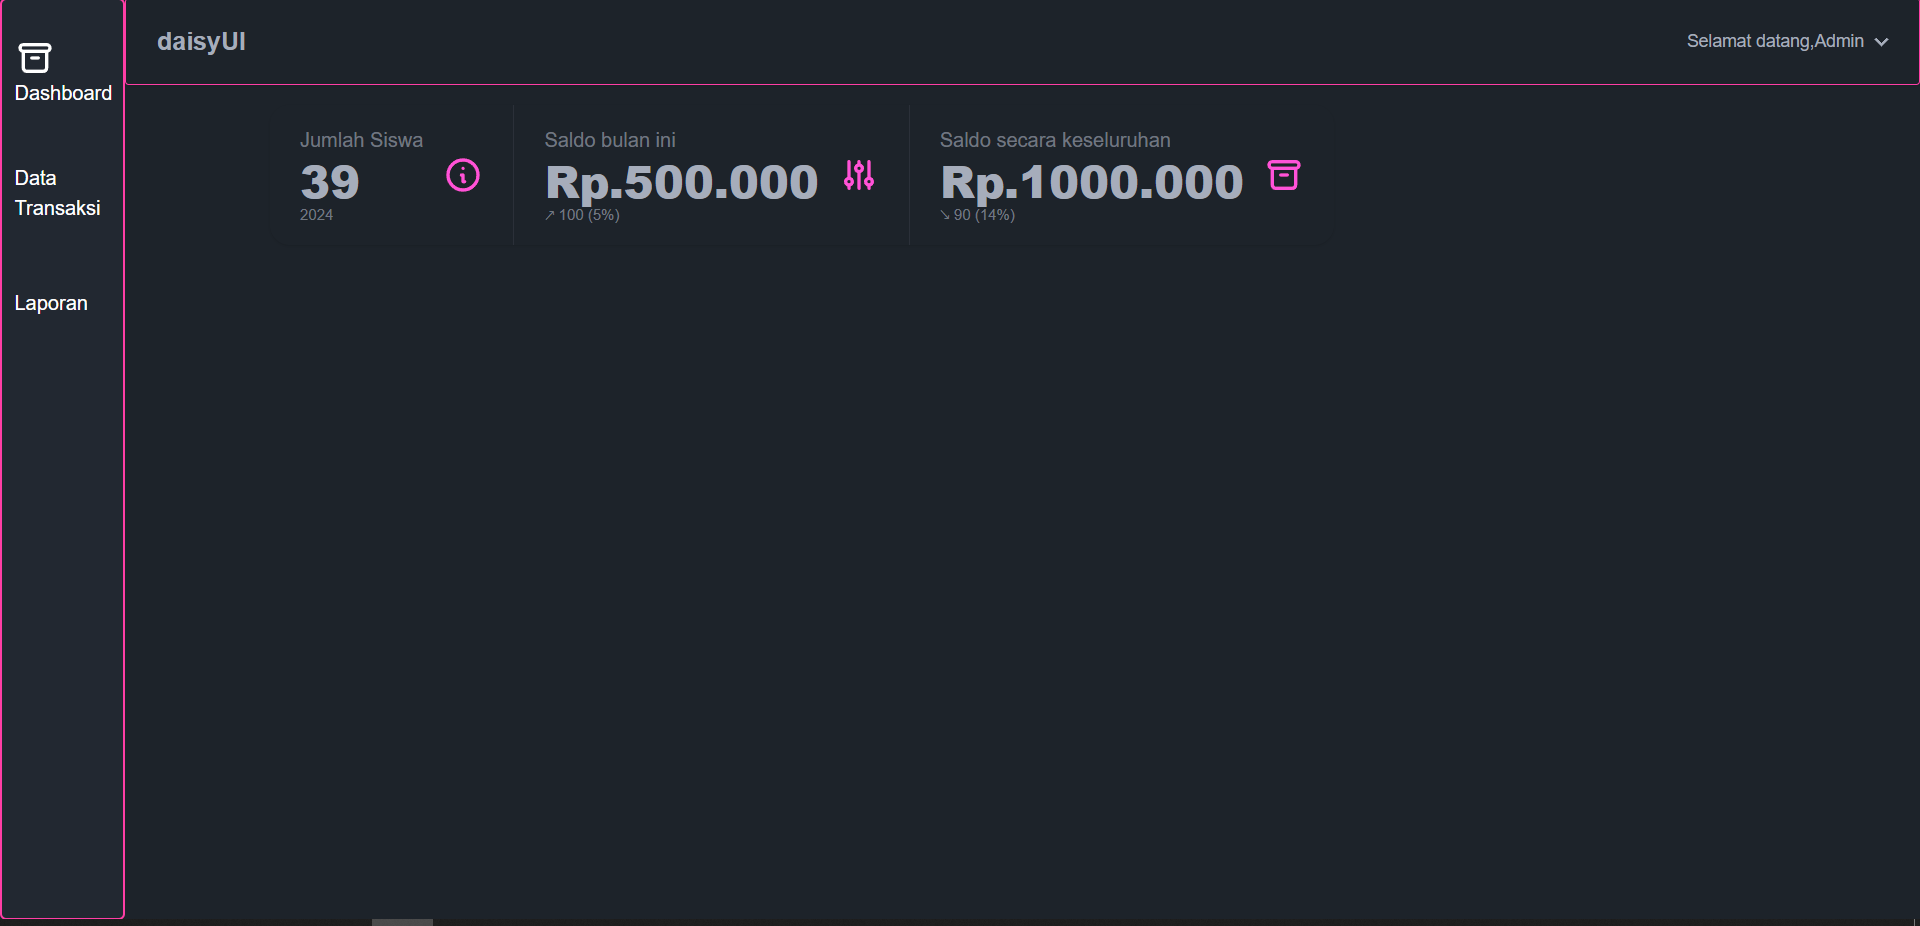 daisyUI
Selamat datang,Admin
Dashboard
Data
Transaksi
Laporan
Jumlah Siswa
39
2024
Saldo bulan ini
Rp.500.000
↗︎ 100 (5%)
Saldo secara keseluruhan
Rp.1000.000
↘︎ 90 (14%)